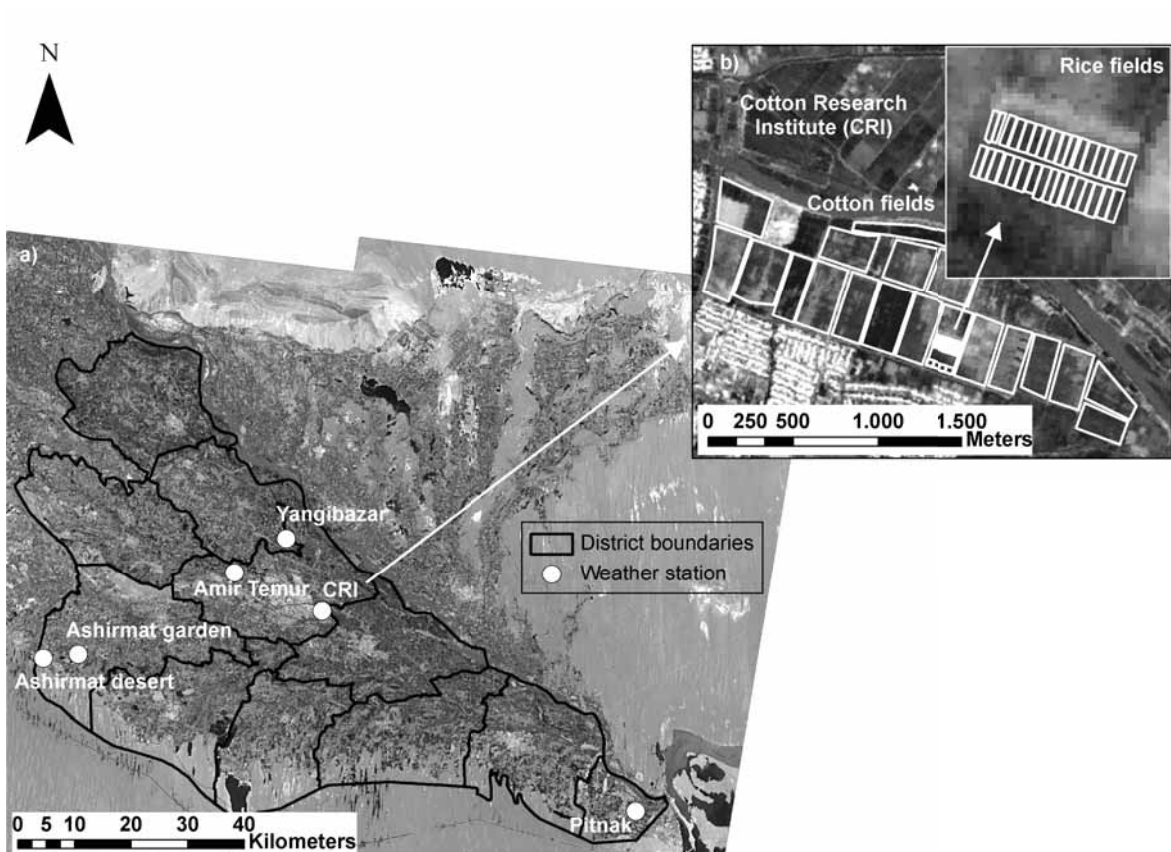 N
b)
Rice fields
Cotton Research
Institute (CRI)
Cotton fields
0 250 500 1.000 1.500
Meters
a)
Yangibazar
District boundaries
Weather station
Amir Temur CRI
Ashirmat garden
Ashirmat desert
Pitnak
0 5 10 20 30 40
Kilometers